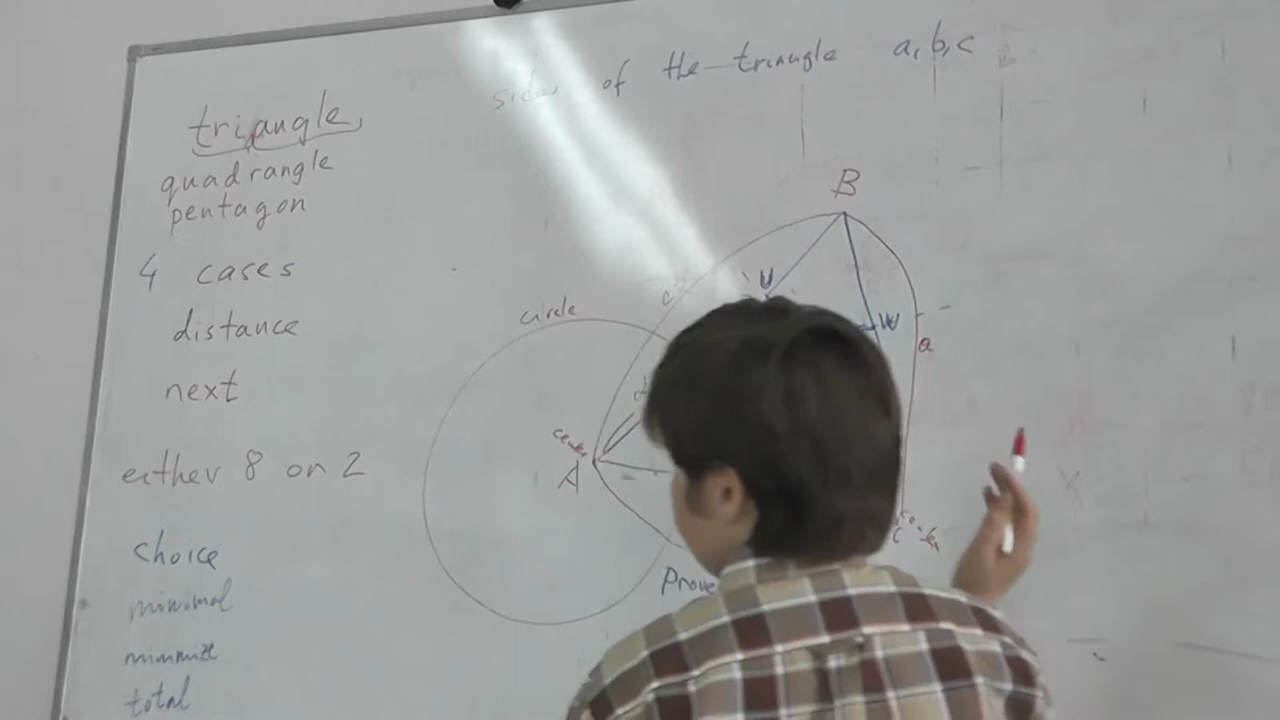 sides of the triangle a, b, c
triangle
quadrangle
pentagon
4 cases
distance
next
either 8 on 2
choice
minimal
minimize
total
circle
B
U
W
a
A
C
Prove